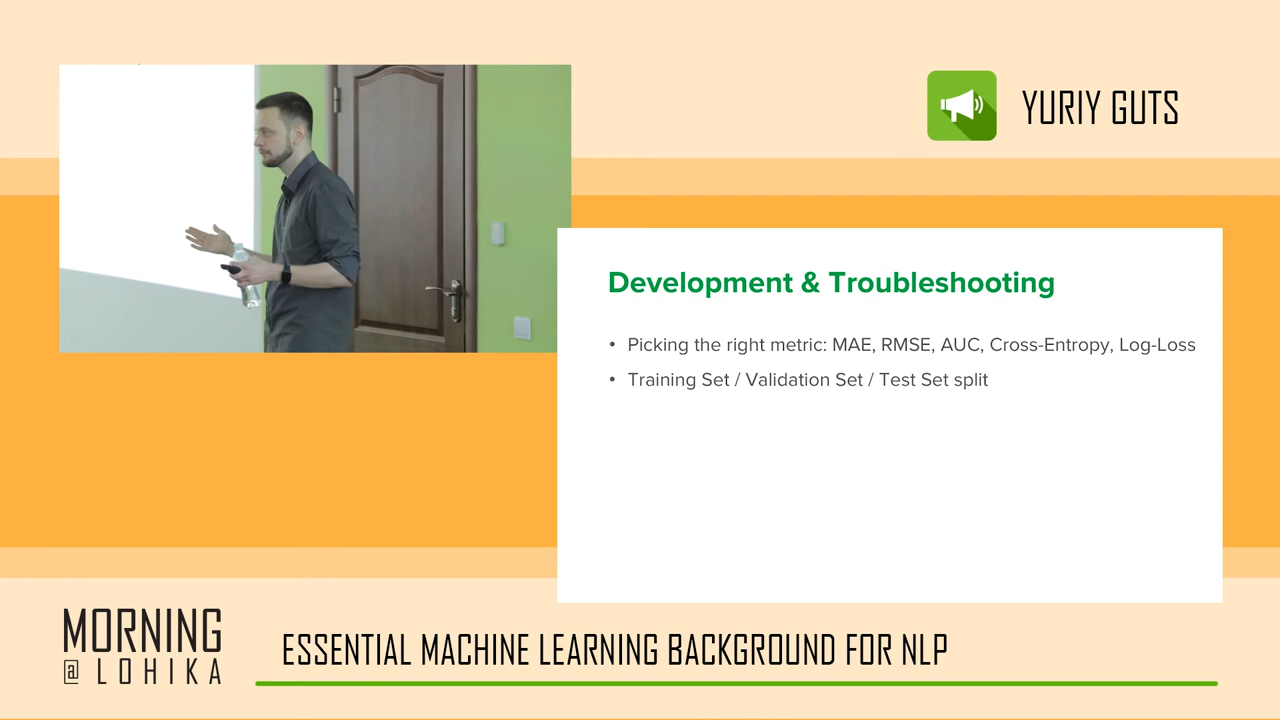 YURIY GUTS
Development & Troubleshooting
• Picking the right metric: MAE, RMSE, AUC, Cross-Entropy, Log-Loss
• Training Set / Validation Set / Test Set split
MORNING
@ LOHIKA
ESSENTIAL MACHINE LEARNING BACKGROUND FOR NLP